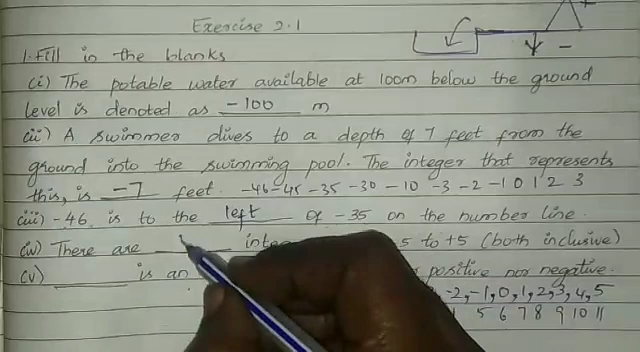 Exercise 2.1
1. Fill in the blanks
(i) The potable water available at 100m below the ground
level is denoted as -100 m
(ii) A swimmer dives to a depth of 7 feet from the
ground into the swimming pool. The integer that represents
this, is -7 feet. -46 -45 -35 -30 -10 -3 -2 -1 0 1 2 3
(iii) -46 is to the left of -35 on the number line.
(iv) There are 5 to +5 (both inclusive)
(v) is an positive nor negative.
-2, -1, 0, 1, 2, 3, 4, 5
5 6 7 8 9 10 11